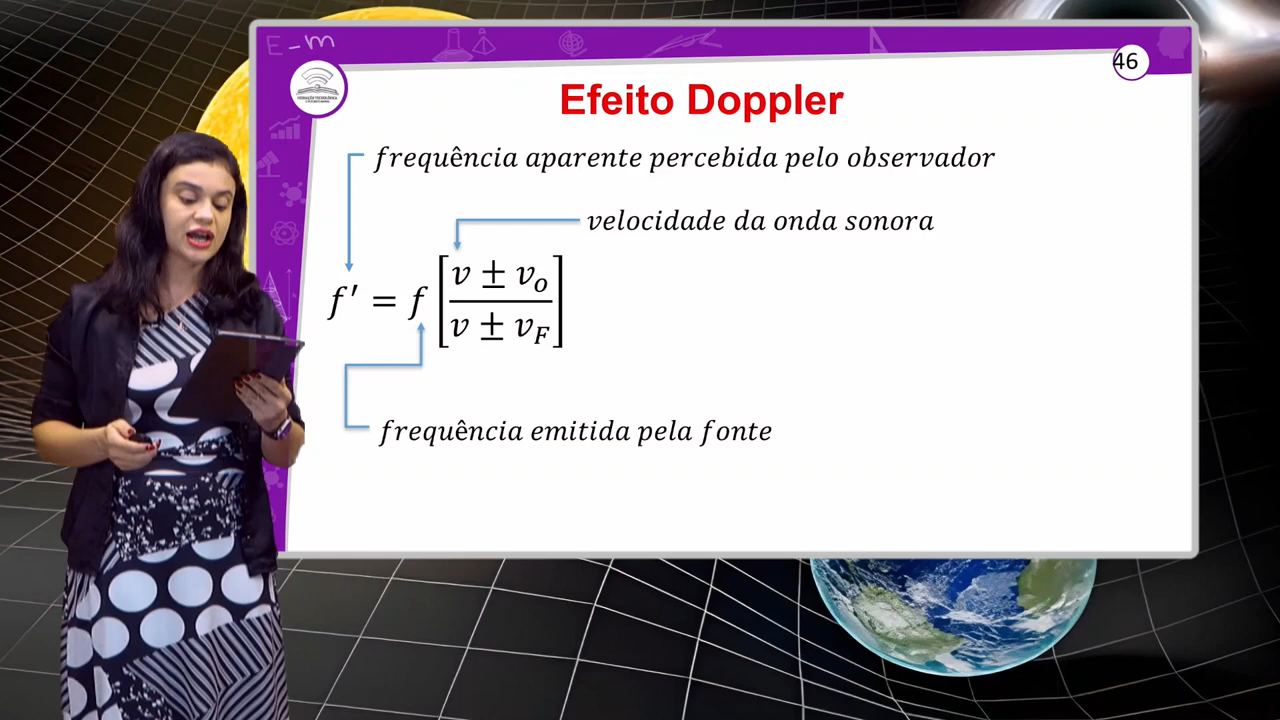 E-m
46
Efeito Doppler
frequência aparente percebida pelo observador
velocidade da onda sonora
f′ = f [v ± v_o / v ± v_F]
frequência emitida pela fonte